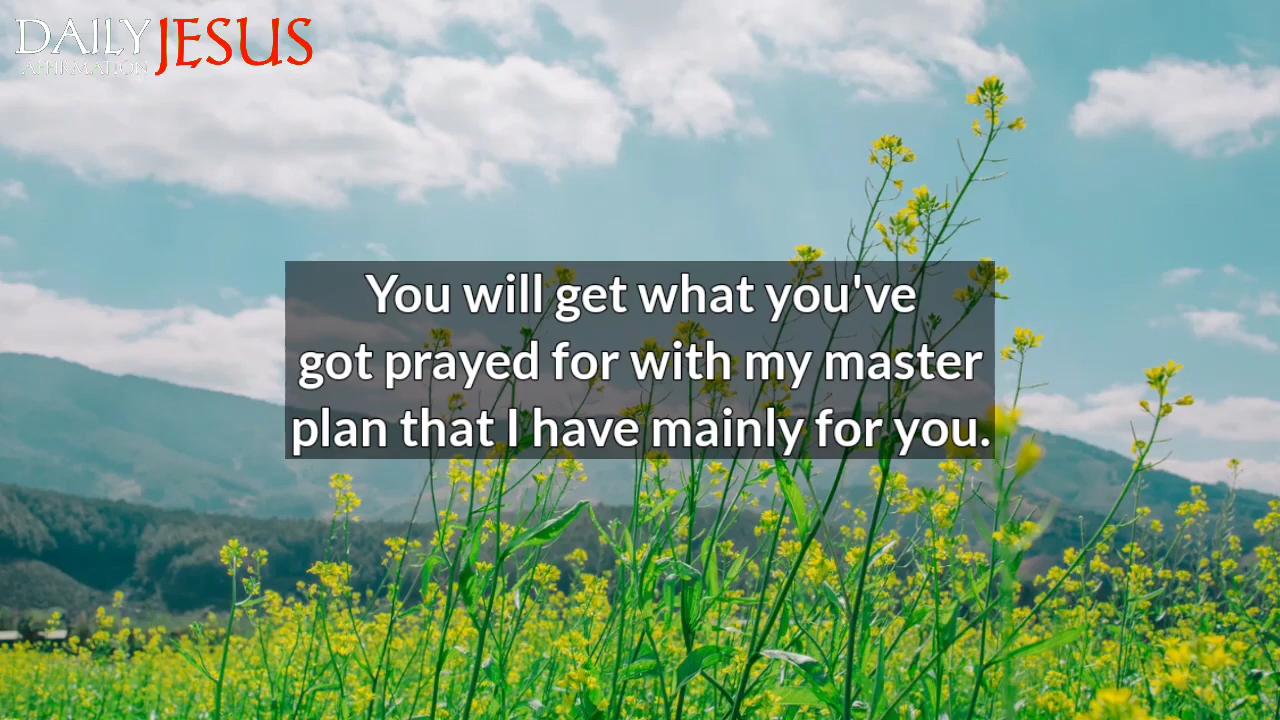 DAILY JESUS
AFFIRMATION
You will get what you've
got prayed for with my master
plan that I have mainly for you.